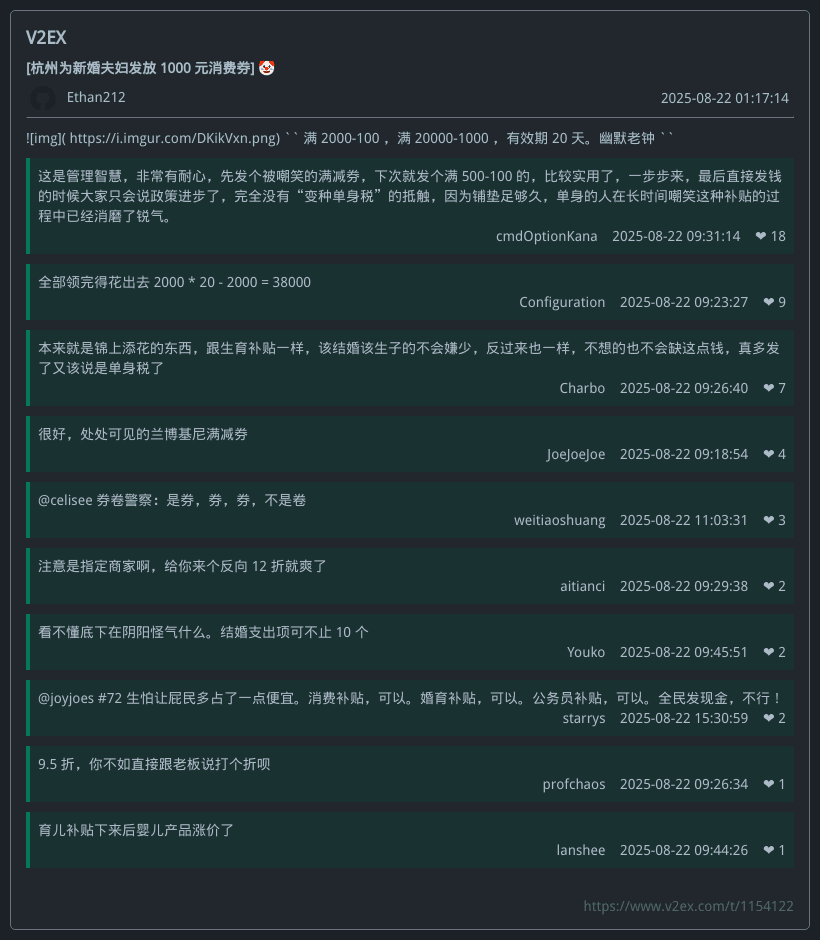 V2EX
[杭州为新婚夫妇发放 1000 元消费券] 🤡
Ethan212
2025-08-22 01:17:14
![img]( https://i.imgur.com/DKikVxn.png) `` 满 2000-100 ，满 20000-1000 ，有效期 20 天。幽默老钟 ``
这是管理智慧，非常有耐心，先发个被嘲笑的满减券，下次就发个满 500-100 的，比较实用了，一步步来，最后直接发钱
的时候大家只会说政策进步了，完全没有“变种单身税”的抵触，因为铺垫足够久，单身的人在长时间嘲笑这种补贴的过
程中已经消磨了锐气。
cmdOptionKana 2025-08-22 09:31:14 ❤ 18
全部领完得花出去 2000 * 20 - 2000 = 38000
Configuration 2025-08-22 09:23:27 ❤ 9
本来就是锦上添花的东西，跟生育补贴一样，该结婚该生子的不会嫌少，反过来也一样，不想的也不会缺这点钱，真多发
了又该说是单身税了
Charbo 2025-08-22 09:26:40 ❤ 7
很好，处处可见的兰博基尼满减券
JoeJoeJoe 2025-08-22 09:18:54 ❤ 4
@celisee 券卷警察：是券，券，券，不是卷
weitiaoshuang 2025-08-22 11:03:31 ❤ 3
注意是指定商家啊，给你来个反向 12 折就爽了
aitianci 2025-08-22 09:29:38 ❤ 2
看不懂底下在阴阳怪气什么。结婚支出项可不止 10 个
Youko 2025-08-22 09:45:51 ❤ 2
@joyjoes #72 生怕让屁民多占了一点便宜。消费补贴，可以。婚育补贴，可以。公务员补贴，可以。全民发现金，不行！
starrys 2025-08-22 15:30:59 ❤ 2
9.5 折，你不如直接跟老板说打个折呗
profchaos 2025-08-22 09:26:34 ❤ 1
育儿补贴下来后婴儿产品涨价了
lanshee 2025-08-22 09:44:26 ❤ 1
https://www.v2ex.com/t/1154122